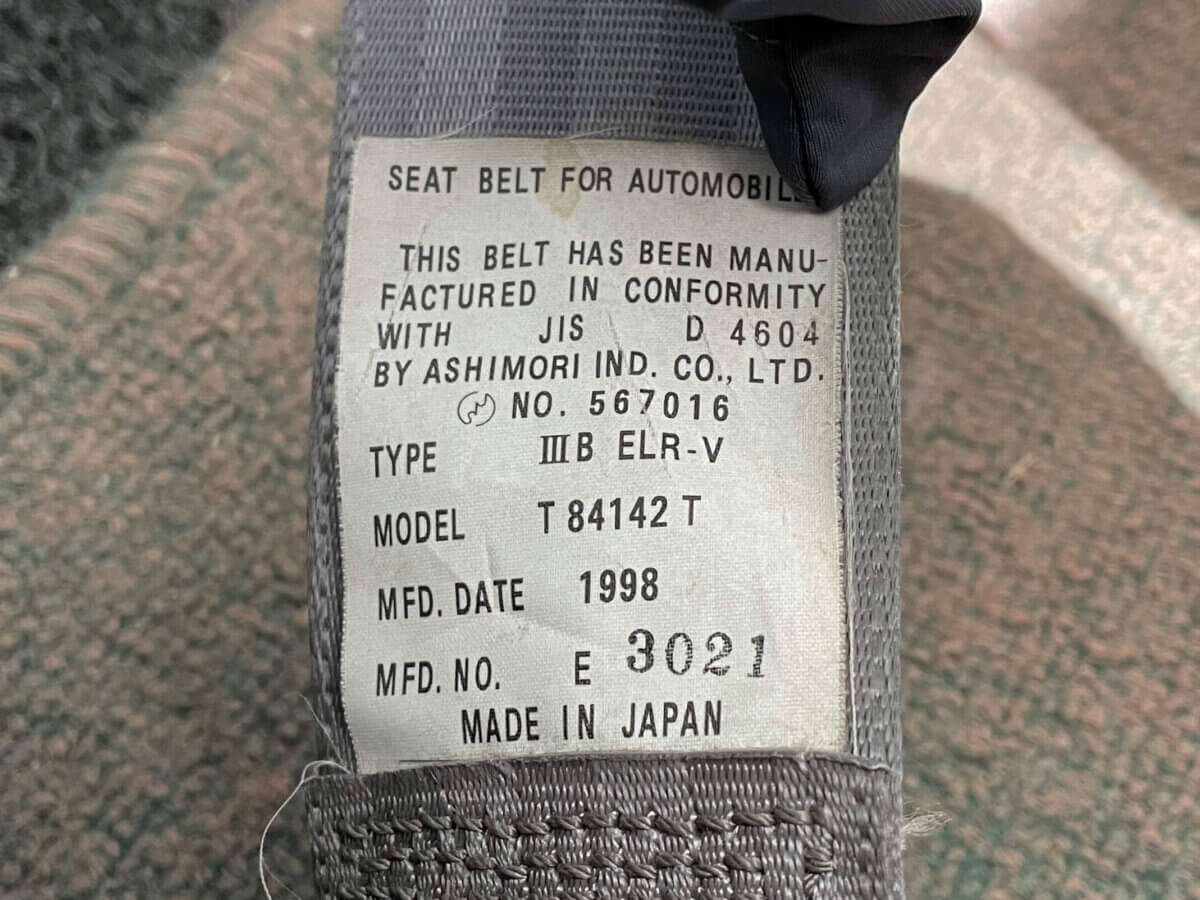 SEAT BELT FOR AUTOMOBIL
THIS BELT HAS BEEN MANU-
FACTURED IN CONFORMITY
WITH JIS D 4604
BY ASHIMORI IND. CO., LTD.
NO. 567016
TYPE ⅢB ELR-V
MODEL T 84142 T
MFD. DATE 1998
MFD. NO. E 3021
MADE IN JAPAN